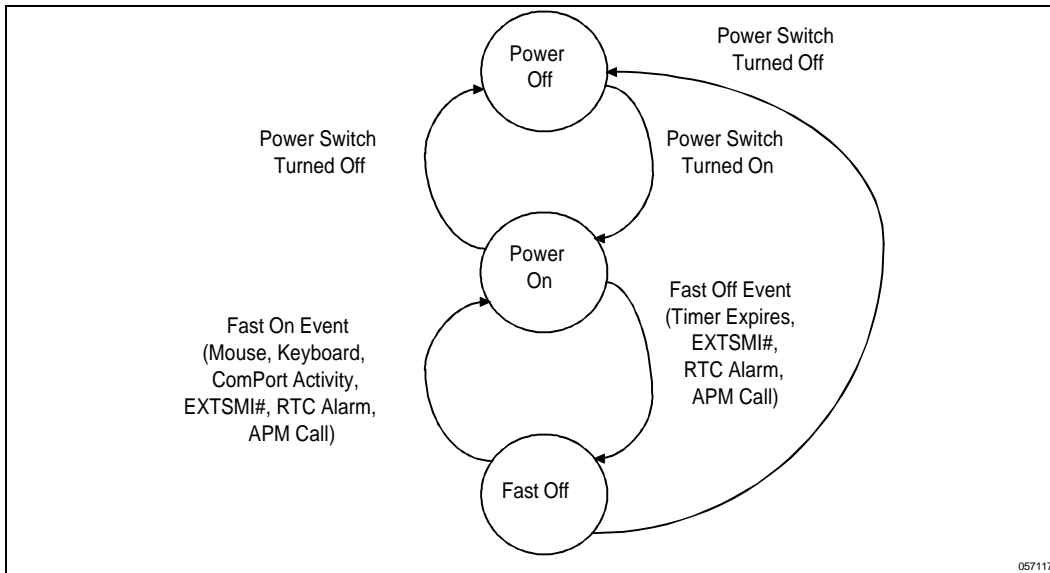 Power
Off
Power Switch
Turned Off
Power Switch
Turned Off
Power Switch
Turned On
Power
On
Fast On Event
(Mouse, Keyboard,
ComPort Activity,
EXTSMI#, RTC Alarm,
APM Call)
Fast Off Event
(Timer Expires,
EXTSMI#,
RTC Alarm,
APM Call)
Fast Off
057117